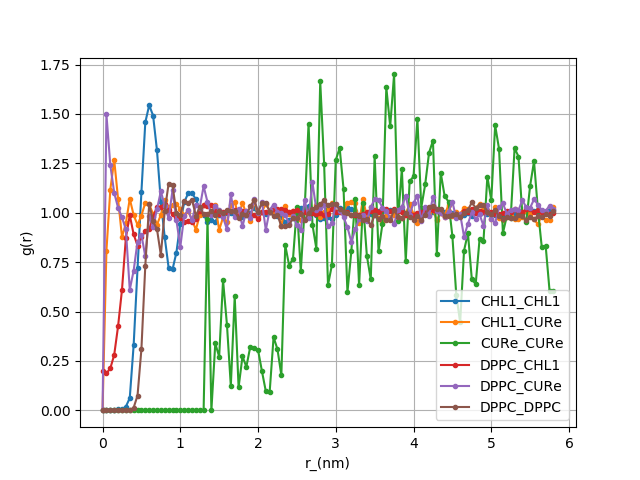 1.75
1.50
1.25
1.00
0.75
0.50
0.25
0.00
g(r)
0 1 2 3 4 5 6
r_(nm)
CHL1_CHL1
CHL1_CURe
CURe_CURe
DPPC_CHL1
DPPC_CURe
DPPC_DPPC